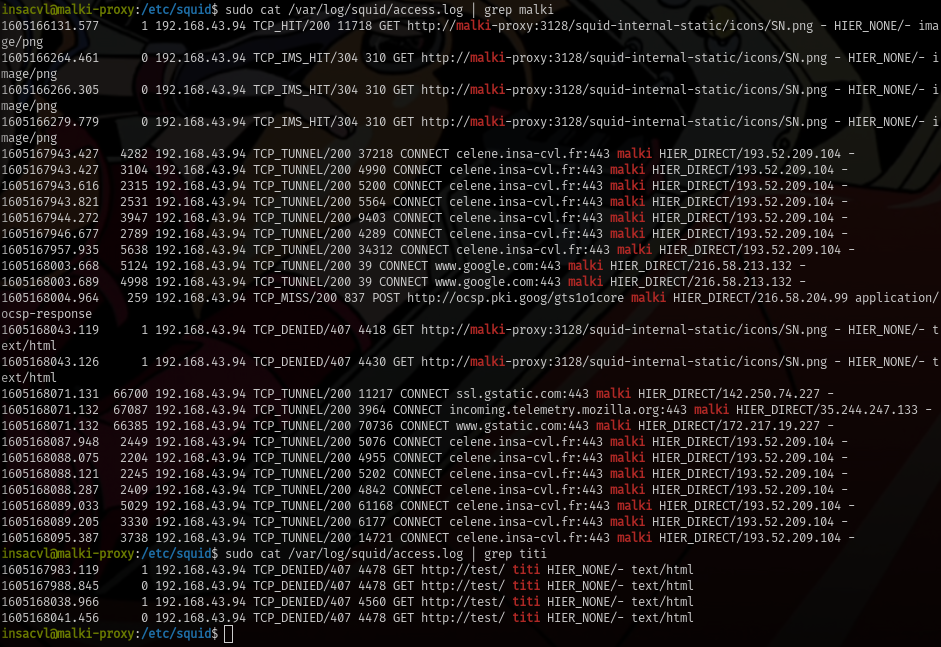 insacvl@malki-proxy:/etc/squid$ sudo cat /var/log/squid/access.log | grep malki
1605166131.577      1 192.168.43.94 TCP_HIT/200 11718 GET http://malki-proxy:3128/squid-internal-static/icons/SN.png - HIER_NONE/- ima
ge/png
1605166264.461      0 192.168.43.94 TCP_IMS_HIT/304 310 GET http://malki-proxy:3128/squid-internal-static/icons/SN.png - HIER_NONE/- i
mage/png
1605166266.305      0 192.168.43.94 TCP_IMS_HIT/304 310 GET http://malki-proxy:3128/squid-internal-static/icons/SN.png - HIER_NONE/- i
mage/png
1605166279.779      0 192.168.43.94 TCP_IMS_HIT/304 310 GET http://malki-proxy:3128/squid-internal-static/icons/SN.png - HIER_NONE/- i
mage/png
1605167943.427   4282 192.168.43.94 TCP_TUNNEL/200 37218 CONNECT celene.insa-cvl.fr:443 malki HIER_DIRECT/193.52.209.104 -
1605167943.427   3104 192.168.43.94 TCP_TUNNEL/200 4990 CONNECT celene.insa-cvl.fr:443 malki HIER_DIRECT/193.52.209.104 -
1605167943.616   2315 192.168.43.94 TCP_TUNNEL/200 5200 CONNECT celene.insa-cvl.fr:443 malki HIER_DIRECT/193.52.209.104 -
1605167943.821   2531 192.168.43.94 TCP_TUNNEL/200 5564 CONNECT celene.insa-cvl.fr:443 malki HIER_DIRECT/193.52.209.104 -
1605167944.272   3947 192.168.43.94 TCP_TUNNEL/200 9403 CONNECT celene.insa-cvl.fr:443 malki HIER_DIRECT/193.52.209.104 -
1605167946.677   2789 192.168.43.94 TCP_TUNNEL/200 4289 CONNECT celene.insa-cvl.fr:443 malki HIER_DIRECT/193.52.209.104 -
1605167957.935   5638 192.168.43.94 TCP_TUNNEL/200 34312 CONNECT celene.insa-cvl.fr:443 malki HIER_DIRECT/193.52.209.104 -
1605168003.668   5124 192.168.43.94 TCP_TUNNEL/200 39 CONNECT www.google.com:443 malki HIER_DIRECT/216.58.213.132 -
1605168003.689   4998 192.168.43.94 TCP_TUNNEL/200 39 CONNECT www.google.com:443 malki HIER_DIRECT/216.58.213.132 -
1605168004.964    259 192.168.43.94 TCP_MISS/200 837 POST http://ocsp.pki.goog/gts1o1core malki HIER_DIRECT/216.58.204.99 application/
ocsp-response
1605168043.119      1 192.168.43.94 TCP_DENIED/407 4418 GET http://malki-proxy:3128/squid-internal-static/icons/SN.png - HIER_NONE/- t
ext/html
1605168043.126      1 192.168.43.94 TCP_DENIED/407 4430 GET http://malki-proxy:3128/squid-internal-static/icons/SN.png - HIER_NONE/- t
ext/html
1605168071.131  66700 192.168.43.94 TCP_TUNNEL/200 11217 CONNECT ssl.gstatic.com:443 malki HIER_DIRECT/142.250.74.227 -
1605168071.132  67087 192.168.43.94 TCP_TUNNEL/200 3964 CONNECT incoming.telemetry.mozilla.org:443 malki HIER_DIRECT/35.244.247.133 -
1605168071.132  66385 192.168.43.94 TCP_TUNNEL/200 70736 CONNECT www.gstatic.com:443 malki HIER_DIRECT/172.217.19.227 -
1605168087.948   2449 192.168.43.94 TCP_TUNNEL/200 5076 CONNECT celene.insa-cvl.fr:443 malki HIER_DIRECT/193.52.209.104 -
1605168088.075   2204 192.168.43.94 TCP_TUNNEL/200 4955 CONNECT celene.insa-cvl.fr:443 malki HIER_DIRECT/193.52.209.104 -
1605168088.121   2245 192.168.43.94 TCP_TUNNEL/200 5202 CONNECT celene.insa-cvl.fr:443 malki HIER_DIRECT/193.52.209.104 -
1605168088.287   2409 192.168.43.94 TCP_TUNNEL/200 4842 CONNECT celene.insa-cvl.fr:443 malki HIER_DIRECT/193.52.209.104 -
1605168089.033   5029 192.168.43.94 TCP_TUNNEL/200 61168 CONNECT celene.insa-cvl.fr:443 malki HIER_DIRECT/193.52.209.104 -
1605168089.205   3330 192.168.43.94 TCP_TUNNEL/200 6177 CONNECT celene.insa-cvl.fr:443 malki HIER_DIRECT/193.52.209.104 -
1605168095.387   3738 192.168.43.94 TCP_TUNNEL/200 14721 CONNECT celene.insa-cvl.fr:443 malki HIER_DIRECT/193.52.209.104 -
insacvl@malki-proxy:/etc/squid$ sudo cat /var/log/squid/access.log | grep titi
1605167983.119      1 192.168.43.94 TCP_DENIED/407 4478 GET http://test/ titi HIER_NONE/- text/html
1605167988.845      0 192.168.43.94 TCP_DENIED/407 4478 GET http://test/ titi HIER_NONE/- text/html
1605168038.966      1 192.168.43.94 TCP_DENIED/407 4560 GET http://test/ titi HIER_NONE/- text/html
1605168041.456      0 192.168.43.94 TCP_DENIED/407 4478 GET http://test/ titi HIER_NONE/- text/html
insacvl@malki-proxy:/etc/squid$